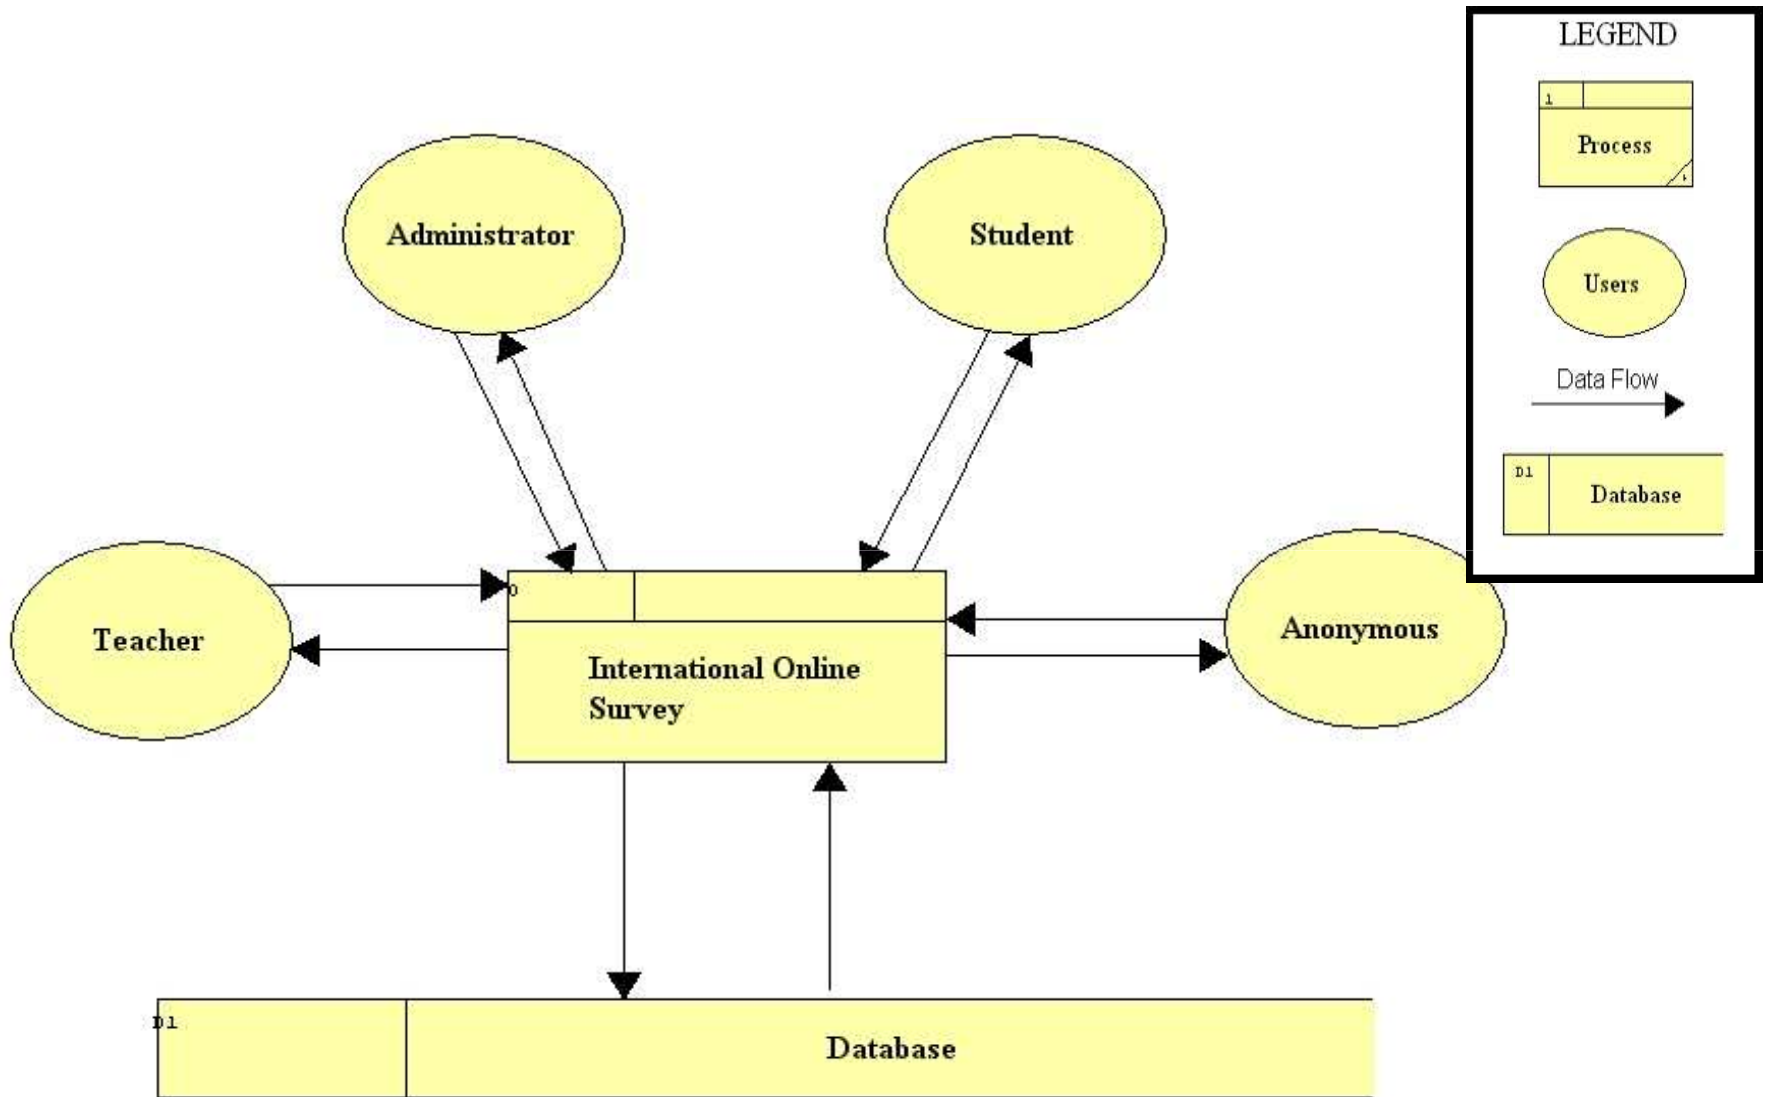 LEGEND
1
Process
Users
Data Flow
D1
Database
Administrator
Student
Teacher
0
International Online
Survey
Anonymous
D1
Database